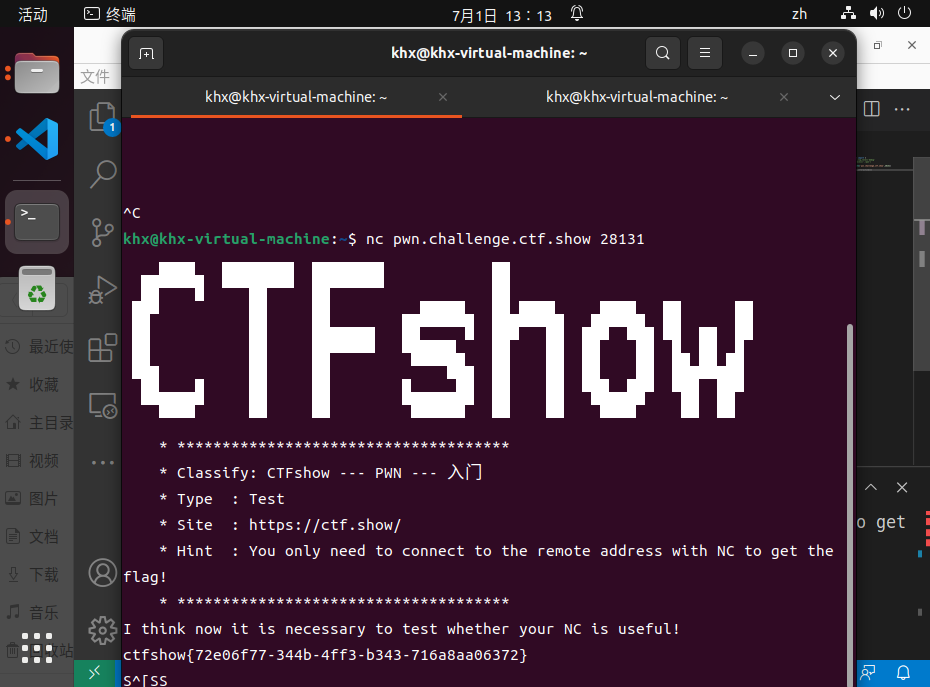 活动
终端
7月1日 13：13
zh
khx@khx-virtual-machine: ~
文件
khx@khx-virtual-machine: ~
khx@khx-virtual-machine: ~
1
^C
khx@khx-virtual-machine:~$ nc pwn.challenge.ctf.show 28131
CTFshow
* *************************************
* Classify: CTFshow --- PWN --- 入门
* Type  : Test
* Site  : https://ctf.show/
* Hint  : You only need to connect to the remote address with NC to get the
flag!
* *************************************
I think now it is necessary to test whether your NC is useful!
ctfshow{72e06f77-344b-4ff3-b343-716a8aa06372}
S^[SS
最近使
收藏
主目录
视频
图片
文档
下载
音乐
站
o get